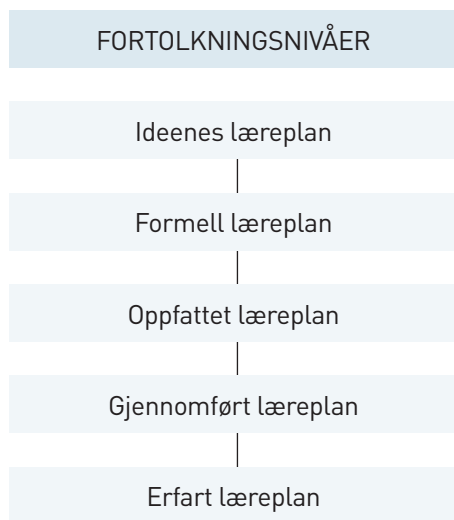 FORTOLKNINGSNIVÅER
Ideenes læreplan
Formell læreplan
Oppfattet læreplan
Gjennomført læreplan
Erfart læreplan